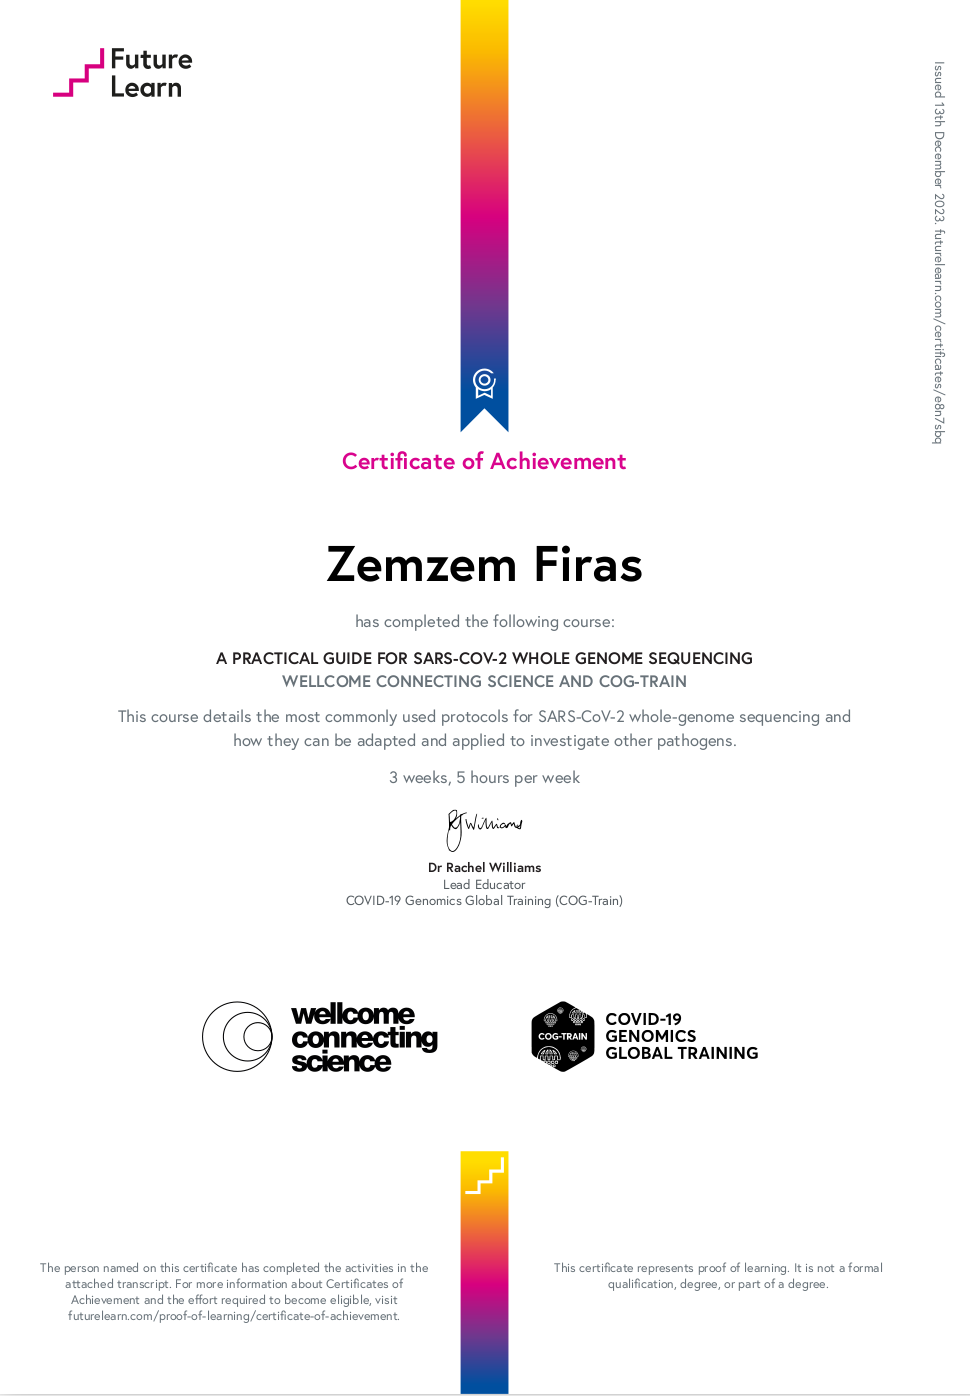 Future
Learn
Issued 13th December 2023. futurelearn.com/certificates/e8n7sbq
Certificate of Achievement
Zemzem Firas
has completed the following course:
A PRACTICAL GUIDE FOR SARS-COV-2 WHOLE GENOME SEQUENCING
WELLCOME CONNECTING SCIENCE AND COG-TRAIN
This course details the most commonly used protocols for SARS-CoV-2 whole-genome sequencing and
how they can be adapted and applied to investigate other pathogens.
3 weeks, 5 hours per week
RJWilliams
Dr Rachel Williams
Lead Educator
COVID-19 Genomics Global Training (COG-Train)
wellcome
connecting
science
COG-TRAIN
COVID-19
GENOMICS
GLOBAL TRAINING
The person named on this certificate has completed the activities in the
attached transcript. For more information about Certificates of
Achievement and the effort required to become eligible, visit
futurelearn.com/proof-of-learning/certificate-of-achievement.
This certificate represents proof of learning. It is not a formal
qualification, degree, or part of a degree.